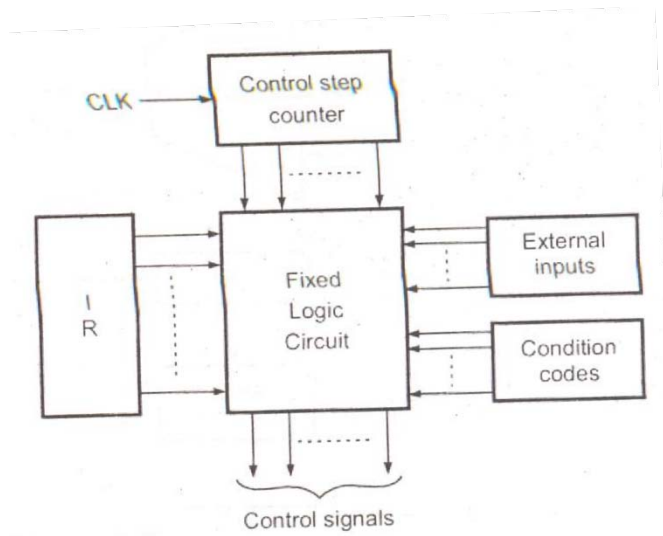 Control step
counter
CLK
I
R
Fixed
Logic
Circuit
External
inputs
Condition
codes
Control signals